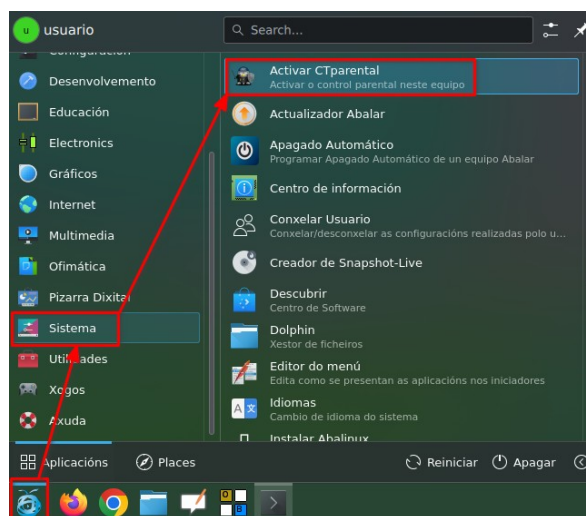 u
usuario
Search...
Configuración
Desenvolvemento
Educación
Electronics
Gráficos
Internet
Multimedia
Ofimática
Pizarra Dixital
Sistema
Utilidades
Xogos
Axuda
Activar CTparental
Activar o control parental neste equipo
Actualizador Abalar
Apagado Automático
Programar Apagado Automático de un equipo Abalar
Centro de información
Conxelar Usuario
Conxelar/desconxelar as configuracións realizadas polo u...
Creador de Snapshot-Live
Descubrir
Centro de Software
Dolphin
Xestor de ficheiros
Editor do menú
Edita como se presentan as aplicacións nos iniciadores
Idiomas
Cambio de idioma do sistema
Instalar Abalinux
Aplicacións
Places
Reiniciar
Apagar